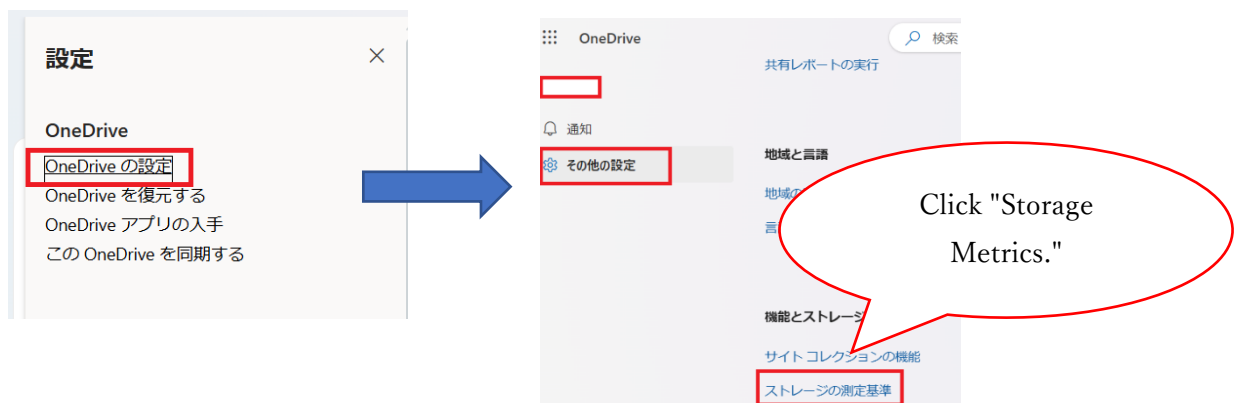 設定
OneDrive
OneDrive の設定
OneDrive を復元する
OneDrive アプリの入手
この OneDrive を同期する
OneDrive
検索
共有レポートの実行
通知
その他の設定
地域と言語
地域の
Click "Storage
Metrics."
機能とストレージ
サイト コレクションの機能
ストレージの測定基準